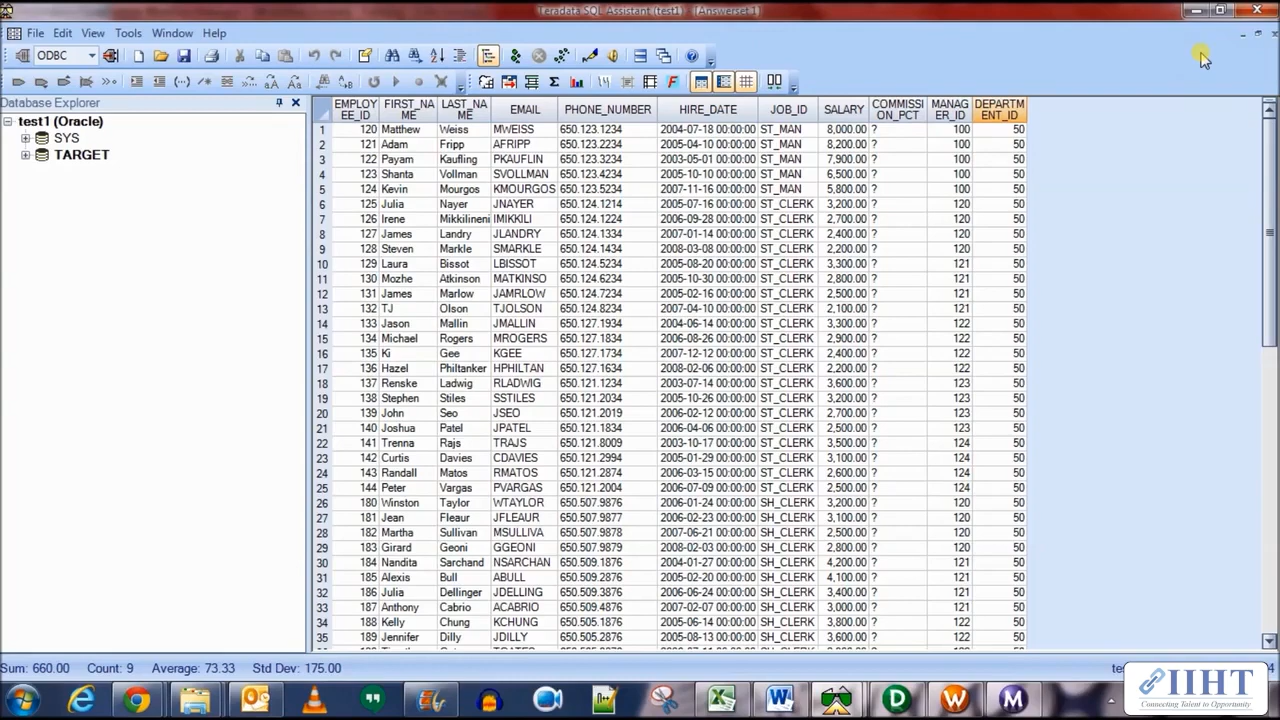 Teradata SQL Assistant (test1) - [Answerset 1]
File Edit View Tools Window Help
ODBC
Database Explorer
test1 (Oracle)
SYS
TARGET
EMPLOYEE_ID FIRST_NAME LAST_NAME EMAIL PHONE_NUMBER HIRE_DATE JOB_ID SALARY COMMISSION_PCT MANAGER_ID DEPARTMENT_ID
1 120 Matthew Weiss MWEISS 650.123.1234 2004-07-18 00:00:00 ST_MAN 8,000.00 ? 100 50
2 121 Adam Fripp AFRIPP 650.123.2234 2005-04-10 00:00:00 ST_MAN 8,200.00 ? 100 50
3 122 Payam Kaufling PKAUFLIN 650.123.3234 2003-05-01 00:00:00 ST_MAN 7,900.00 ? 100 50
4 123 Shanta Vollman SVOLLMAN 650.123.4234 2005-10-10 00:00:00 ST_MAN 6,500.00 ? 100 50
5 124 Kevin Mourgos KMOURGOS 650.123.5234 2007-11-16 00:00:00 ST_MAN 5,800.00 ? 100 50
6 125 Julia Nayer JNAYER 650.124.1214 2005-07-16 00:00:00 ST_CLERK 3,200.00 ? 120 50
7 126 Irene Mikkilineni IMIKKILI 650.124.1224 2006-09-28 00:00:00 ST_CLERK 2,700.00 ? 120 50
8 127 James Landry JLANDRY 650.124.1334 2007-01-14 00:00:00 ST_CLERK 2,400.00 ? 120 50
9 128 Steven Markle SMARKLE 650.124.1434 2008-03-08 00:00:00 ST_CLERK 2,200.00 ? 120 50
10 129 Laura Bissot LBISSOT 650.124.5234 2005-08-20 00:00:00 ST_CLERK 3,300.00 ? 121 50
11 130 Mozhe Atkinson MATKINSO 650.124.6234 2005-10-30 00:00:00 ST_CLERK 2,800.00 ? 121 50
12 131 James Marlow JAMRLOW 650.124.7234 2005-02-16 00:00:00 ST_CLERK 2,500.00 ? 121 50
13 132 TJ Olson TJOLSON 650.124.8234 2007-04-10 00:00:00 ST_CLERK 2,100.00 ? 121 50
14 133 Jason Mallin JMALLIN 650.127.1934 2004-06-14 00:00:00 ST_CLERK 3,300.00 ? 122 50
15 134 Michael Rogers MROGERS 650.127.1834 2006-08-26 00:00:00 ST_CLERK 2,900.00 ? 122 50
16 135 Ki Gee KGEE 650.127.1734 2007-12-12 00:00:00 ST_CLERK 2,400.00 ? 122 50
17 136 Hazel Philtanker HPHILTAN 650.127.1634 2008-02-06 00:00:00 ST_CLERK 2,200.00 ? 122 50
18 137 Renske Ladwig RLADWIG 650.121.1234 2003-07-14 00:00:00 ST_CLERK 3,600.00 ? 123 50
19 138 Stephen Stiles SSTILES 650.121.2034 2005-10-26 00:00:00 ST_CLERK 3,200.00 ? 123 50
20 139 John Seo JSEO 650.121.2019 2006-02-12 00:00:00 ST_CLERK 2,700.00 ? 123 50
21 140 Joshua Patel JPATEL 650.121.1834 2006-04-06 00:00:00 ST_CLERK 2,500.00 ? 123 50
22 141 Trenna Rajs TRAJS 650.121.8009 2003-10-17 00:00:00 ST_CLERK 3,500.00 ? 124 50
23 142 Curtis Davies CDAVIES 650.121.2994 2005-01-29 00:00:00 ST_CLERK 3,100.00 ? 124 50
24 143 Randall Matos RMATOS 650.121.2874 2006-03-15 00:00:00 ST_CLERK 2,600.00 ? 124 50
25 144 Peter Vargas PVARGAS 650.121.2004 2006-07-09 00:00:00 ST_CLERK 2,500.00 ? 124 50
26 180 Winston Taylor WTAYLOR 650.507.9876 2006-01-24 00:00:00 SH_CLERK 3,200.00 ? 120 50
27 181 Jean Fleaur JFLEAUR 650.507.9877 2006-02-23 00:00:00 SH_CLERK 3,100.00 ? 120 50
28 182 Martha Sullivan MSULLIVA 650.507.9878 2007-06-21 00:00:00 SH_CLERK 2,500.00 ? 120 50
29 183 Girard Geoni GGEONI 650.507.9879 2008-02-03 00:00:00 SH_CLERK 2,800.00 ? 120 50
30 184 Nandita Sarchand NSARCHAN 650.509.1876 2004-01-27 00:00:00 SH_CLERK 4,200.00 ? 121 50
31 185 Alexis Bull ABULL 650.509.2876 2005-02-20 00:00:00 SH_CLERK 4,100.00 ? 121 50
32 186 Julia Dellinger JDELLING 650.509.3876 2006-06-24 00:00:00 SH_CLERK 3,400.00 ? 121 50
33 187 Anthony Cabrio ACABRIO 650.509.4876 2007-02-07 00:00:00 SH_CLERK 3,000.00 ? 121 50
34 188 Kelly Chung KCHUNG 650.505.1876 2005-06-14 00:00:00 SH_CLERK 3,800.00 ? 122 50
35 189 Jennifer Dilly JDILLY 650.505.2876 2005-08-13 00:00:00 SH_CLERK 3,600.00 ? 122 50
Sum: 660.00 Count: 9 Average: 73.33 Std Dev: 175.00
IIHT
Connecting Talent to Opportunity